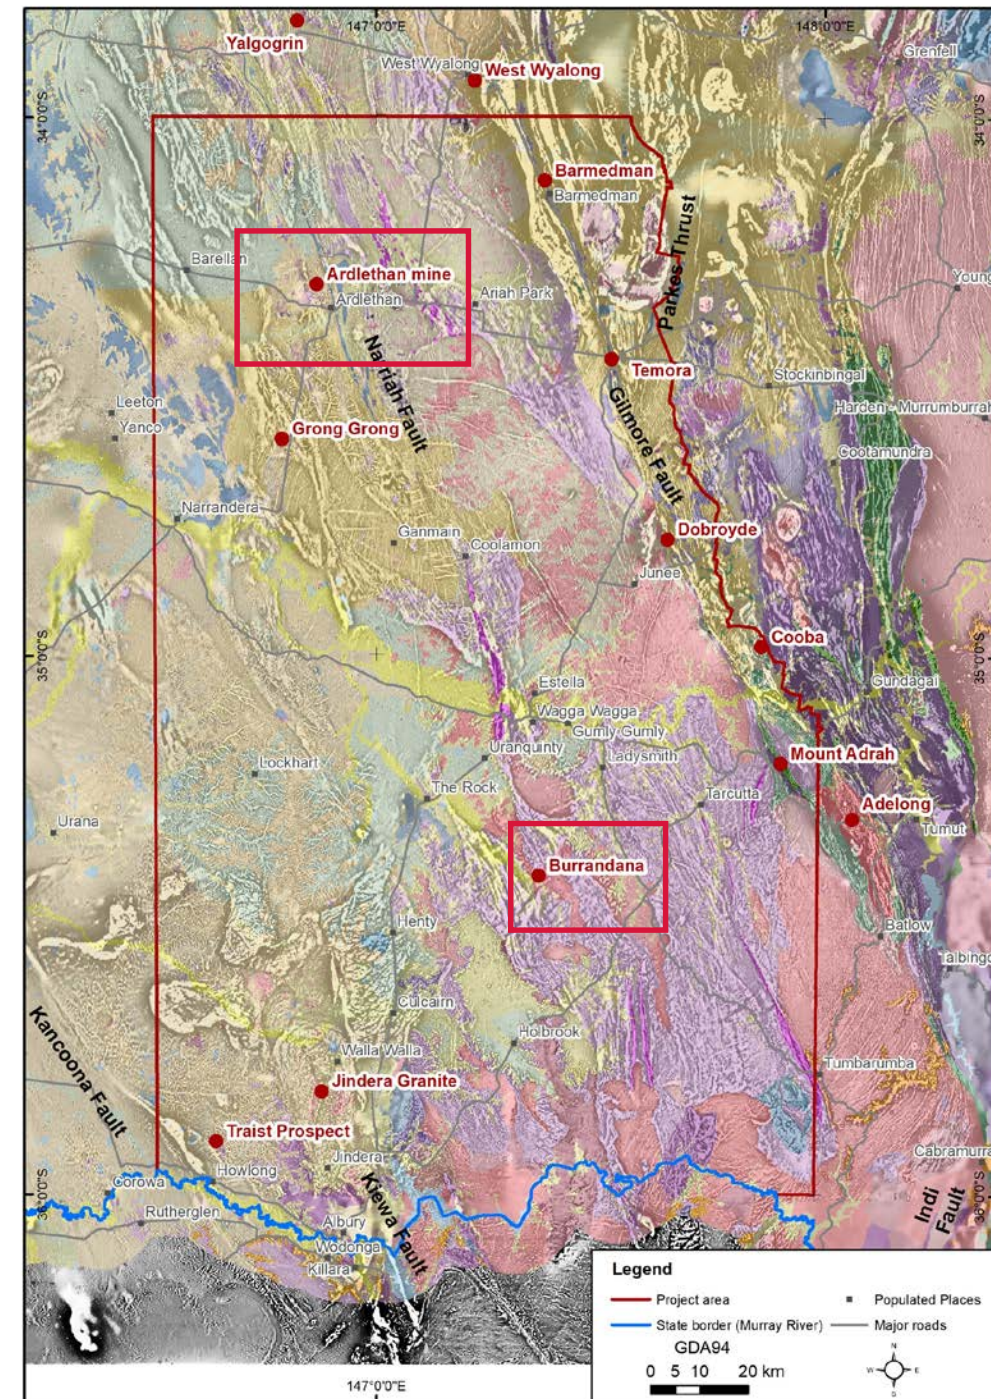 147°0'0"E
148°0'0"E
Yalgogrin
West Wyalong
West Wyalong
Grenfell
34°0'0"S
34°0'0"S
Barmedman
Barmedman
Parkes Thrust
Barellan
Ardlethan mine
Ardlethan
Ariah Park
Young
Narriah Fault
Temora
Stockinbingal
Leeton
Yanco
Gilmore Fault
Harden - Murrumburrah
Grong Grong
Cootamundra
Narrandera
Ganmain
Coolamon
Dobroyde
Junee
35°0'0"S
35°0'0"S
Cooba
Estella
Gundagai
Wagga Wagga
Gumly Gumly
Uranquinty
Ladysmith
Mount Adrah
Lockhart
The Rock
Tarcutta
Adelong
Urana
Tumut
Burrandana
Henty
Batlow
Talbingo
Culcairn
Holbrook
Kancoona Fault
Walla Walla
Tumbarumba
Jindera Granite
Traist Prospect
Jindera
Cabramurra
Howlong
Corowa
Kiewa Fault
Indi Fault
36°0'0"S
36°0'0"S
Rutherglen
Albury
Wodonga
Killara
Legend
Project area
Populated Places
State border (Murray River)
Major roads
GDA94
0 5 10 20 km
N
W E
S
147°0'0"E